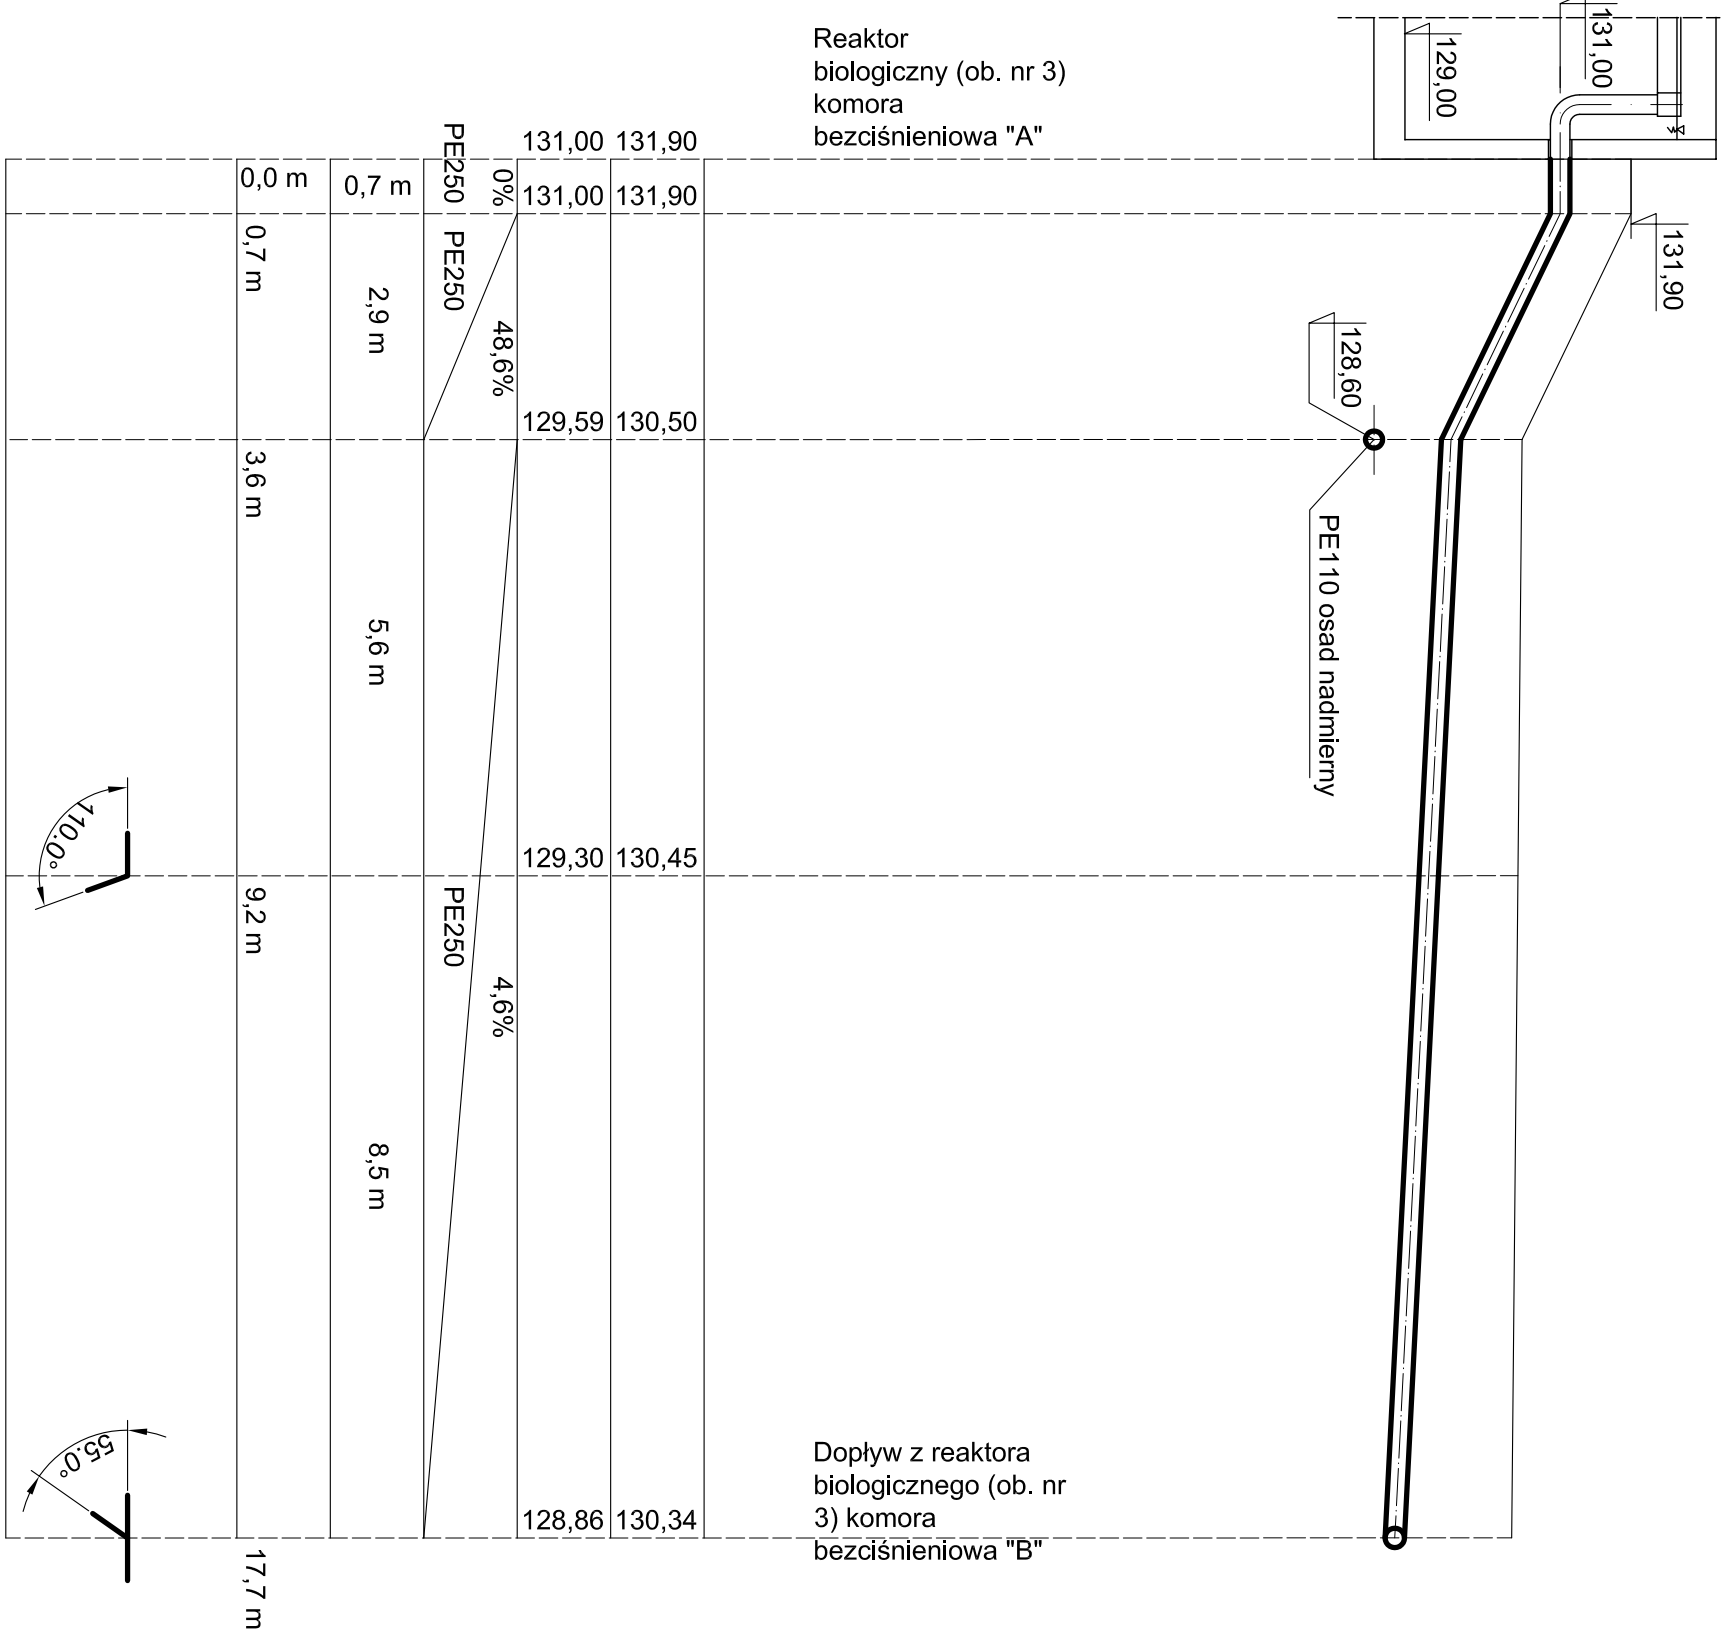 Reaktor
biologiczny (ob. nr 3)
komora
bezciśnieniowa "A"
131,00
129,00
131,90
128,60
PE110 osad nadmierny
131,00 131,90
131,00 131,90
129,59 130,50
129,30 130,45
128,86 130,34
PE250
0%
PE250
48,6%
PE250
4,6%
0,7 m
2,9 m
5,6 m
8,5 m
0,0 m
0,7 m
3,6 m
9,2 m
17,7 m
110.0°
55.0°
Dopływ z reaktora
biologicznego (ob. nr
3) komora
bezciśnieniowa "B"